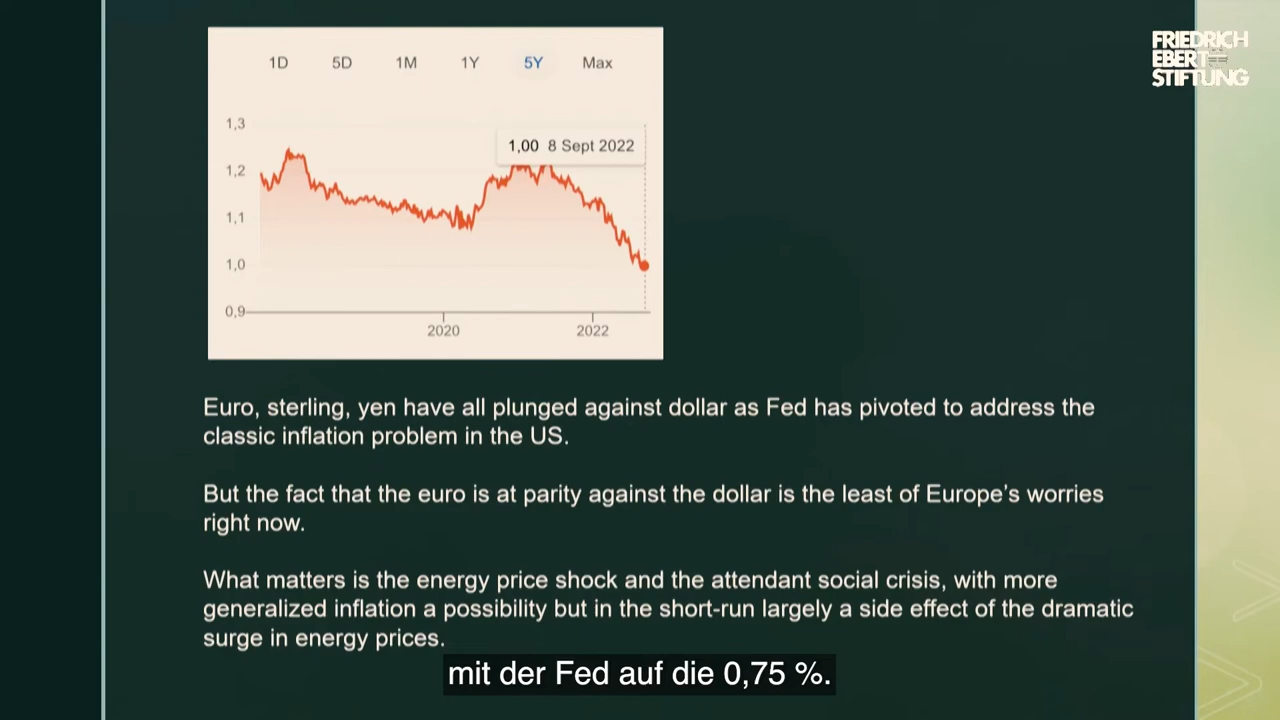 FRIEDRICH
EBERT
STIFTUNG
1D 5D 1M 1Y 5Y Max
1,3
1,00 8 Sept 2022
1,2
1,1
1,0
0,9
2020 2022
Euro, sterling, yen have all plunged against dollar as Fed has pivoted to address the
classic inflation problem in the US.
But the fact that the euro is at parity against the dollar is the least of Europe’s worries
right now.
What matters is the energy price shock and the attendant social crisis, with more
generalized inflation a possibility but in the short-run largely a side effect of the dramatic
surge in energy prices.
mit der Fed auf die 0,75 %.